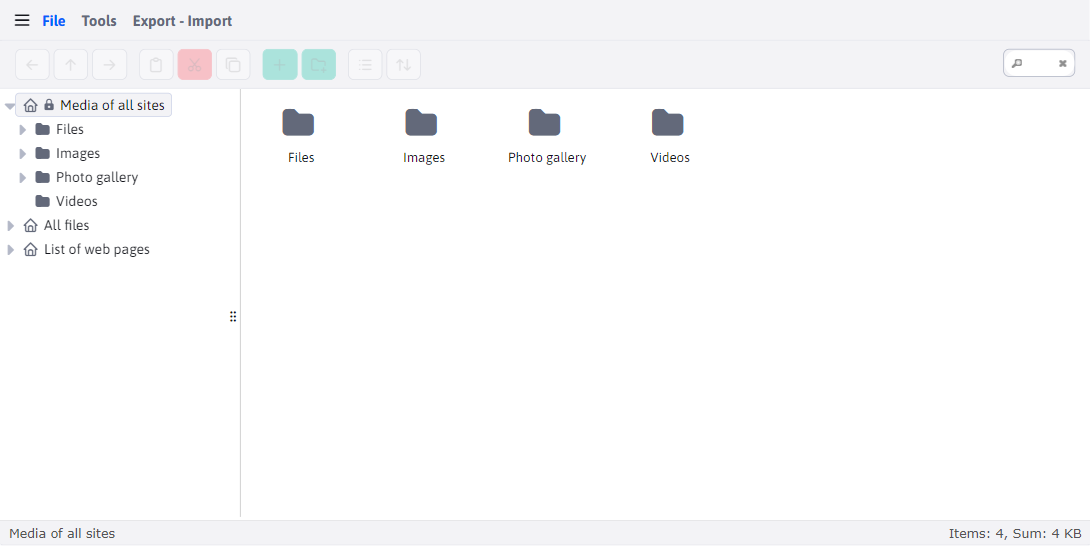 File Tools Export - Import
Media of all sites
Files
Images
Photo gallery
Videos
All files
List of web pages
Files Images Photo gallery Videos
Media of all sites Items: 4, Sum: 4 KB